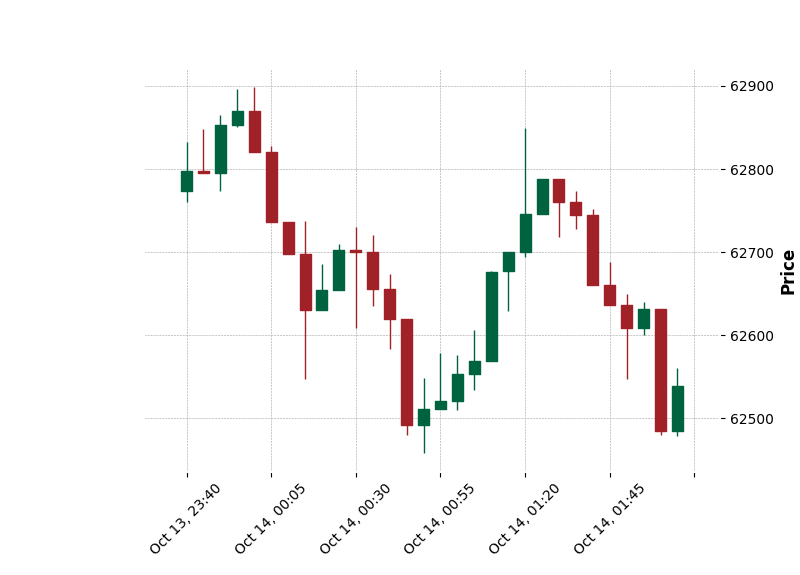 62900
62800
62700
62600
62500
Price
Oct 13, 23:40
Oct 14, 00:05
Oct 14, 00:30
Oct 14, 00:55
Oct 14, 01:20
Oct 14, 01:45